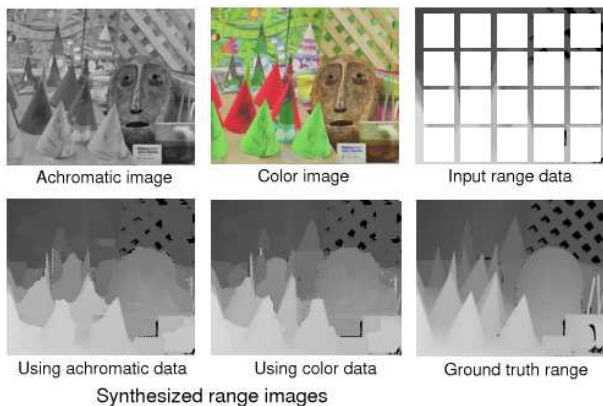 Achromatic image
Color image
Input range data
Using achromatic data
Using color data
Ground truth range
Synthesized range images